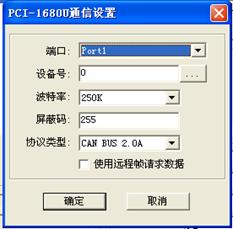 PCI-1680U通信设置
端口: Port1
设备号: 0 ...
波特率: 250K
屏蔽码: 255
协议类型: CAN BUS 2.0A
使用远程帧请求数据
确定 取消